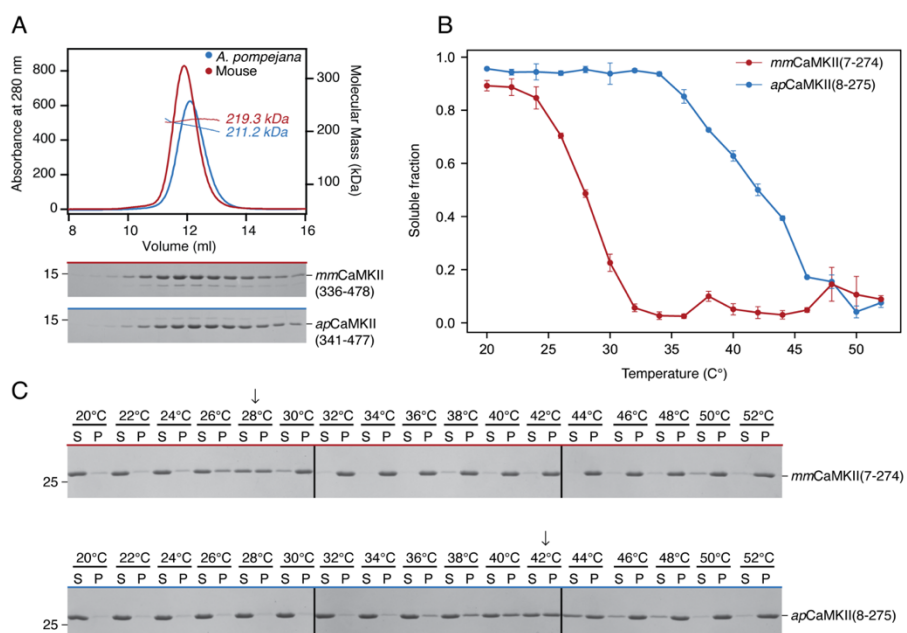 A
A. pompejana
Mouse
Absorbance at 280 nm
800
600
400
200
0
300
200
100
Molecular Mass (kDa)
219.3 kDa
211.2 kDa
8 10 12 14 16
Volume (ml)
15
mmCaMKII
(336-478)
15
apCaMKII
(341-477)
B
mmCaMKII(7-274)
apCaMKII(8-275)
Soluble fraction
1.0
0.8
0.6
0.4
0.2
0.0
20 25 30 35 40 45 50
Temperature (C°)
C
↓
20°C 22°C 24°C 26°C 28°C 30°C 32°C 34°C 36°C 38°C 40°C 42°C 44°C 46°C 48°C 50°C 52°C
S P S P S P S P S P S P S P S P S P S P S P S P S P S P S P S P S P
25
mmCaMKII(7-274)
↓
20°C 22°C 24°C 26°C 28°C 30°C 32°C 34°C 36°C 38°C 40°C 42°C 44°C 46°C 48°C 50°C 52°C
S P S P S P S P S P S P S P S P S P S P S P S P S P S P S P S P S P
25
apCaMKII(8-275)